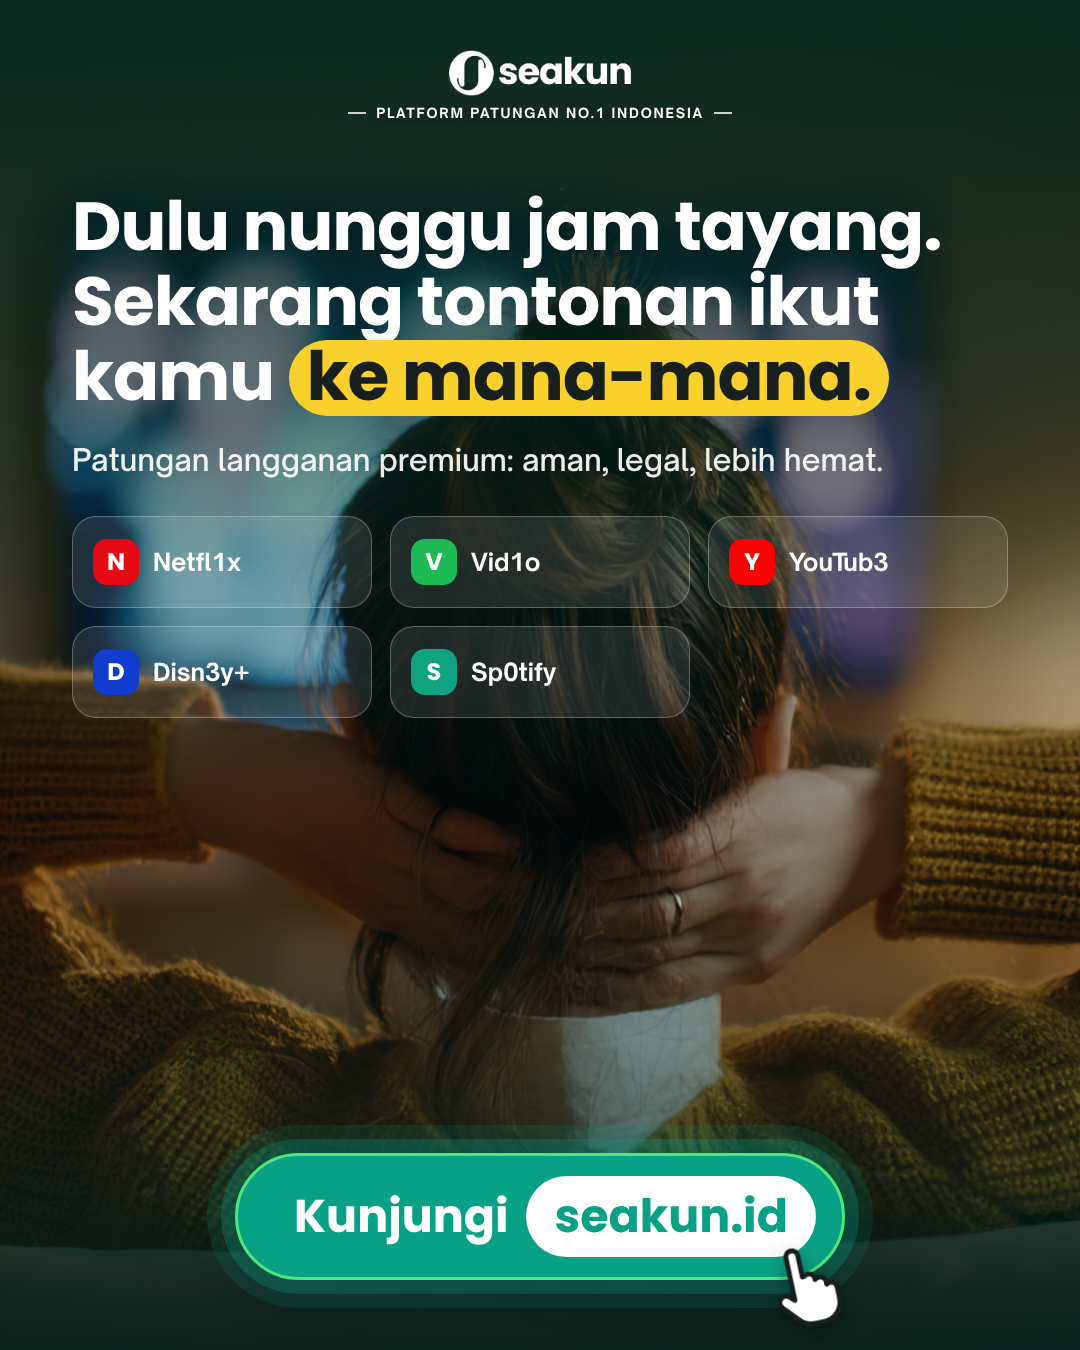 seakun
PLATFORM PATUNGAN NO.1 INDONESIA
Dulu nunggu jam tayang.
Sekarang tontonan ikut
kamu ke mana-mana.
Patungan langganan premium: aman, legal, lebih hemat.
N Netfl1x
V Vid1o
Y YouTub3
D Disn3y+
S Sp0tify
Kunjungi seakun.id